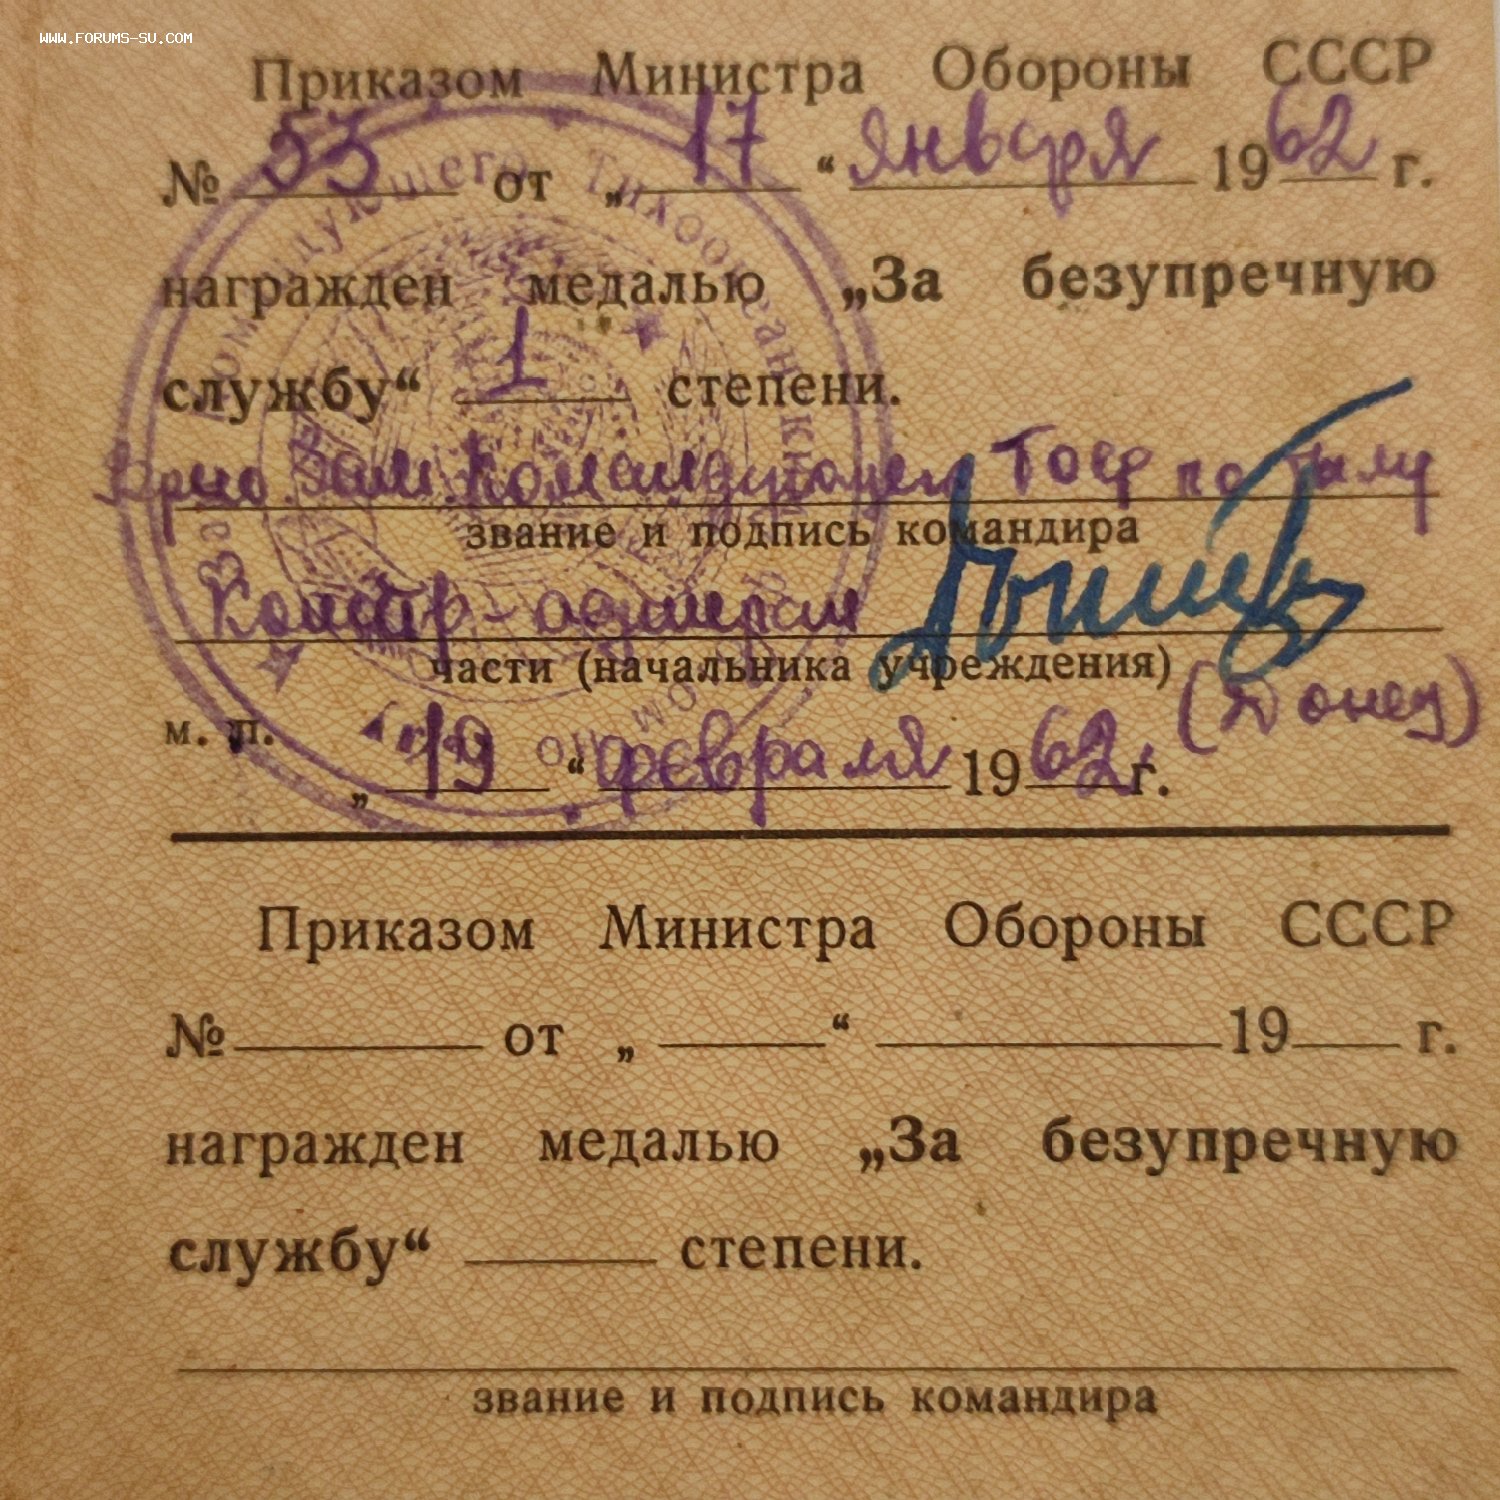 www.forums-su.com
Приказом Министра Обороны СССР
№ 53 от „ 17 “ января 1962 г.
награжден медалью „За безупречную
службу“ 1 степени.
Врио Зам Командующего Тоф по тылу
звание и подпись командира
Контр-адмирал
части (начальника учреждения)
(Донец)
м. п.
„ 19 “ февраля 1962 г.
Приказом Министра Обороны СССР
№ от „ “ 19 г.
награжден медалью „За безупречную
службу“ степени.
звание и подпись командира